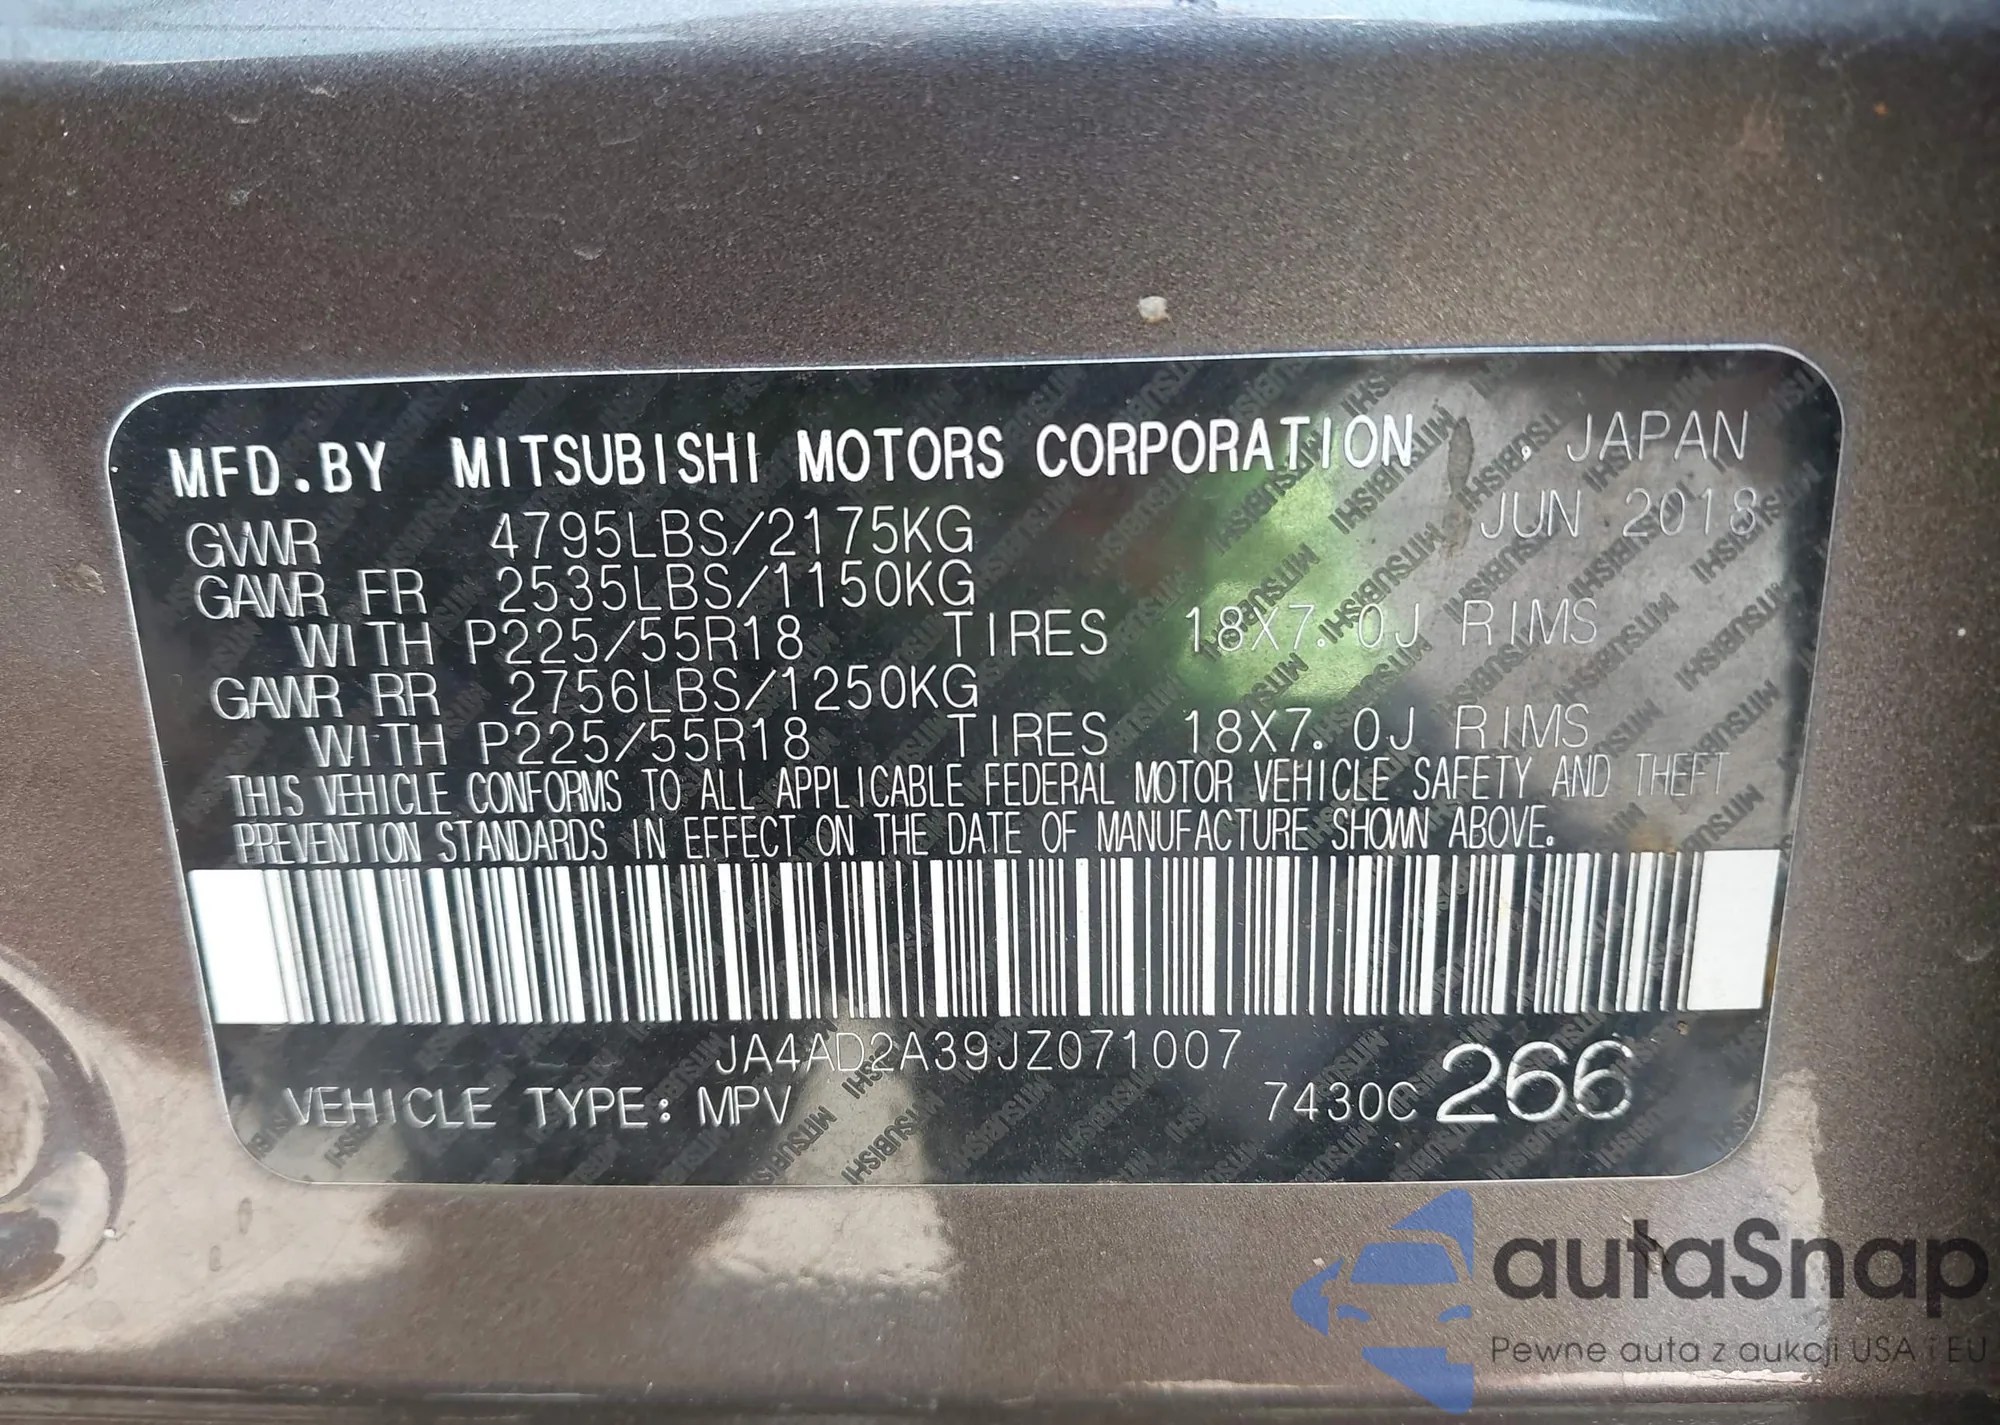 MFD.BY MITSUBISHI MOTORS CORPORATION . JAPAN
JUN 2018
GVWR 4795LBS/2175KG
GAWR FR 2535LBS/1150KG
WITH P225/55R18 TIRES 18X7.0J RIMS
GAWR RR 2756LBS/1250KG
WITH P225/55R18 TIRES 18X7.0J RIMS
THIS VEHICLE CONFORMS TO ALL APPLICABLE FEDERAL MOTOR VEHICLE SAFETY AND THEFT
PREVENTION STANDARDS IN EFFECT ON THE DATE OF MANUFACTURE SHOWN ABOVE.
JA4AD2A39JZ071007
VEHICLE TYPE: MPV 7430C 266
autaSnap
Pewne auta z aukcji USA i EU